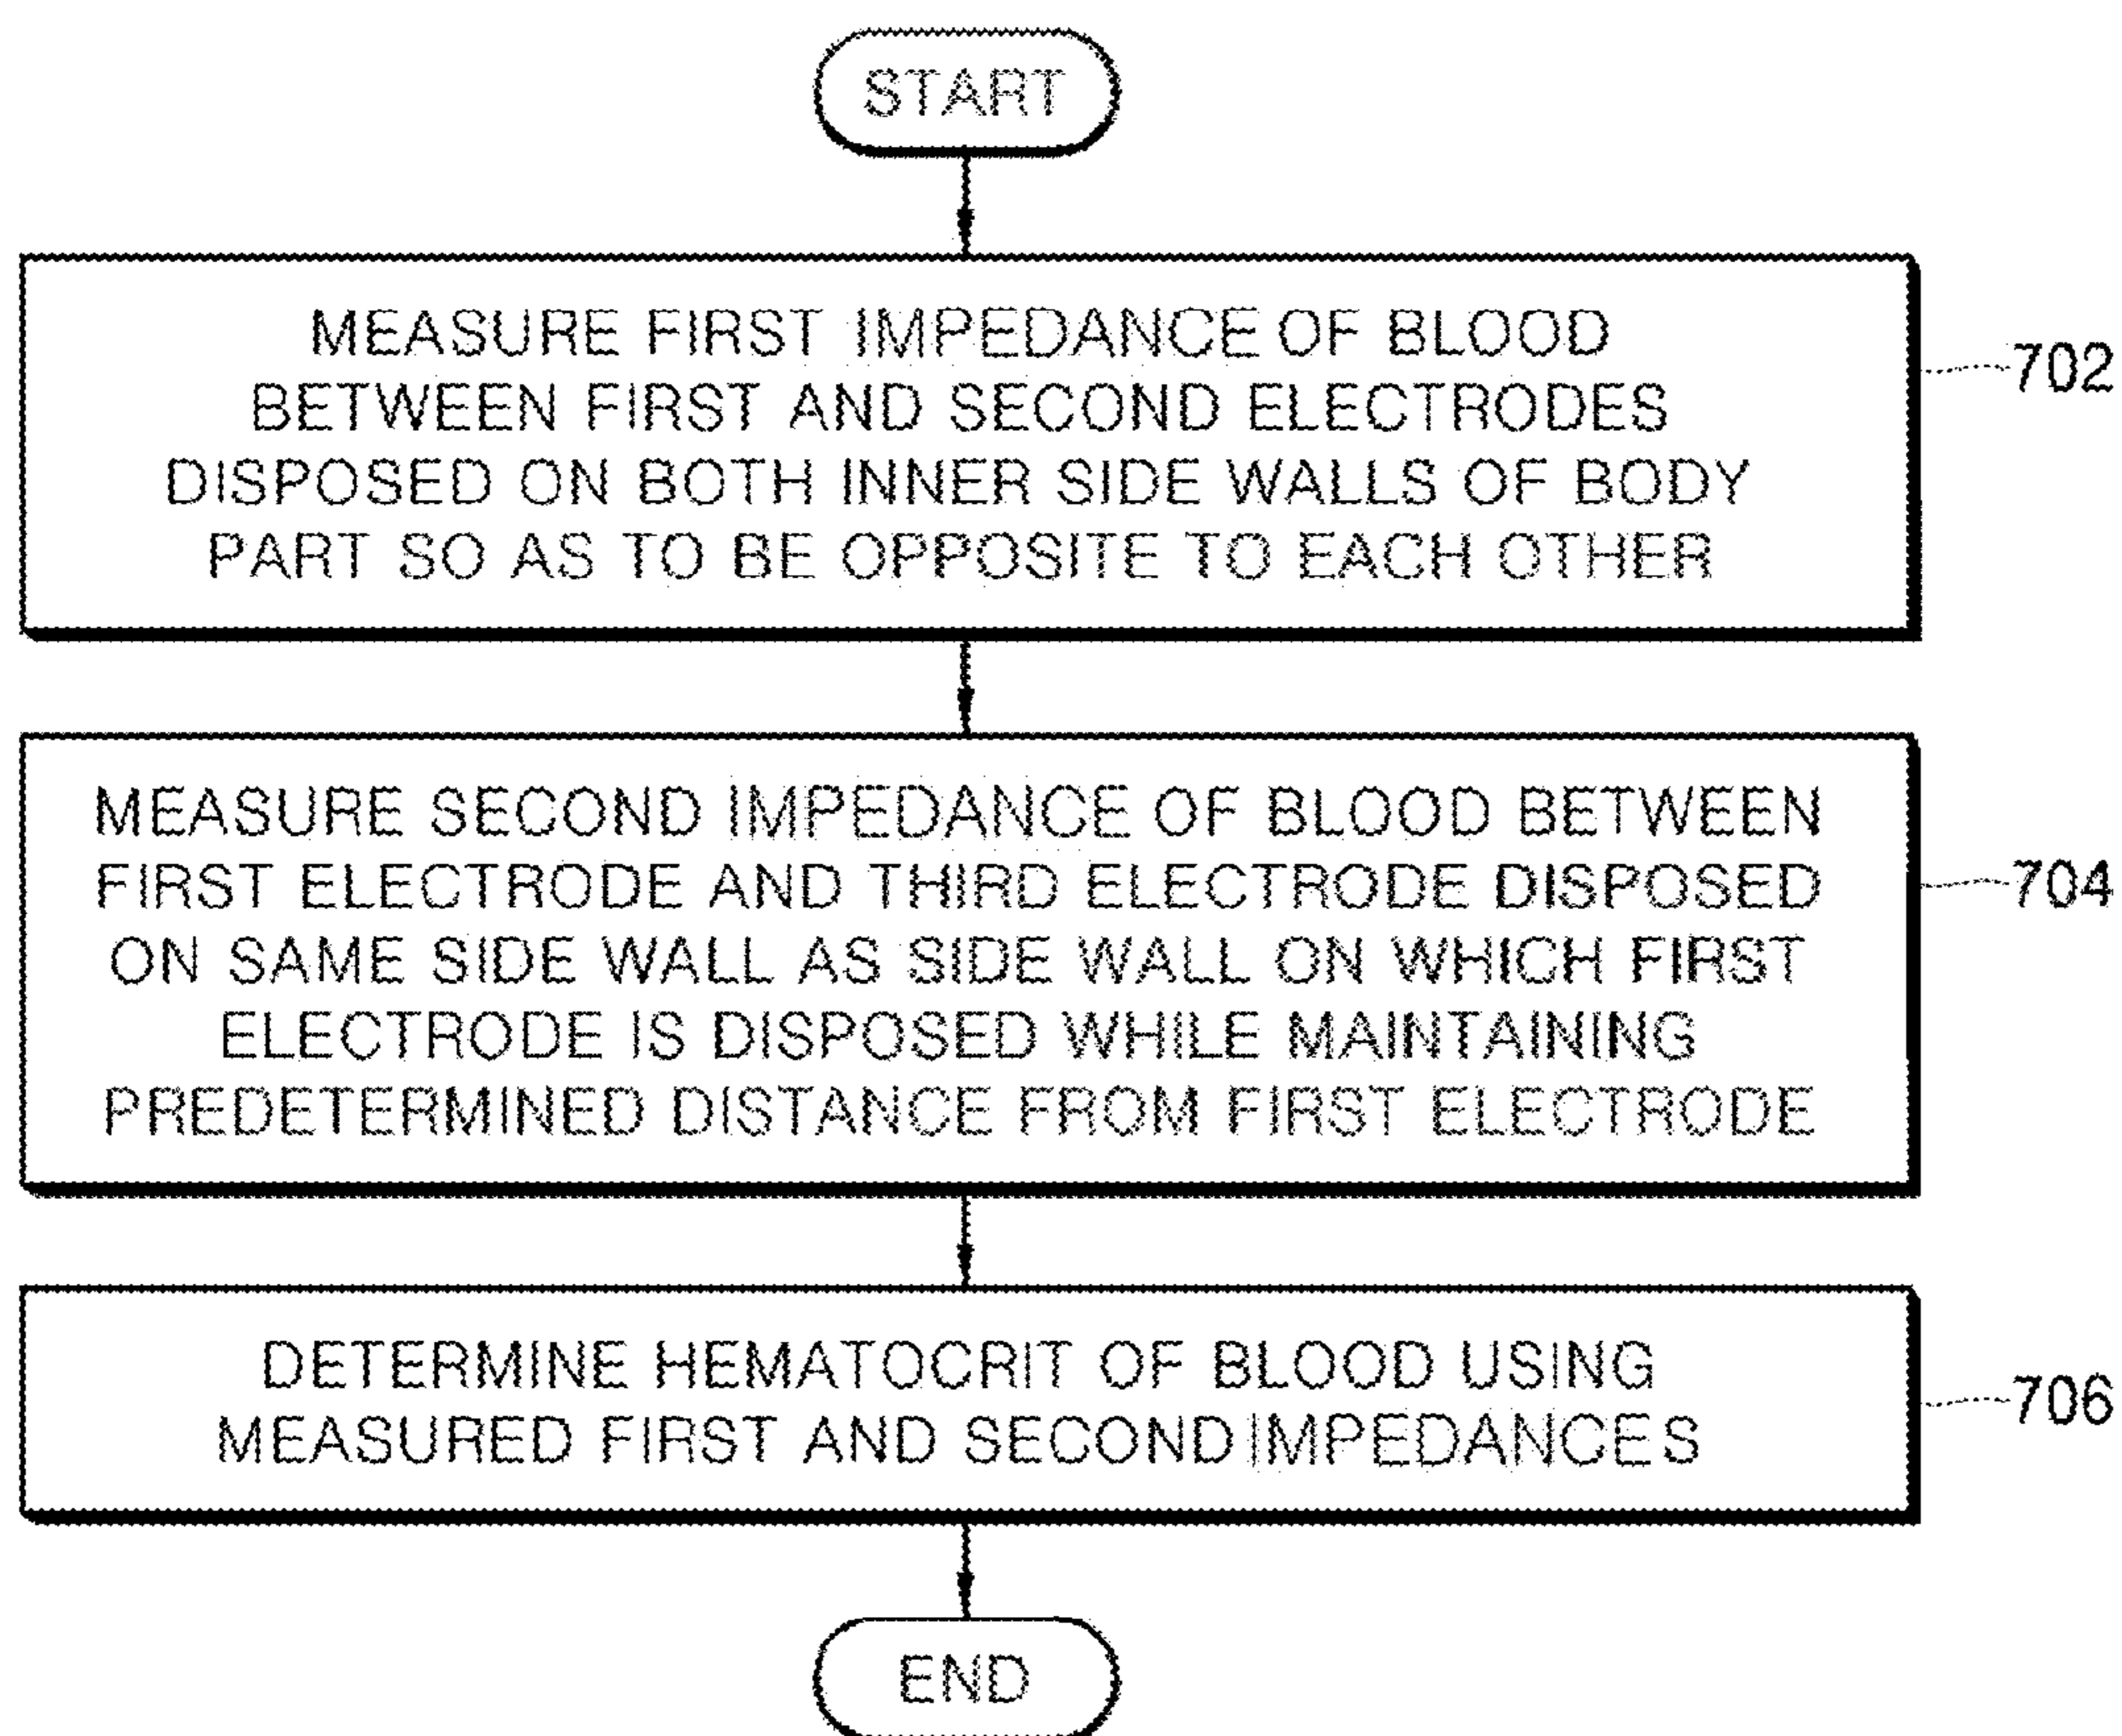 START
MEASURE FIRST IMPEDANCE OF BLOOD
BETWEEN FIRST AND SECOND ELECTRODES
DISPOSED ON BOTH INNER SIDE WALLS OF BODY
PART SO AS TO BE OPPOSITE TO EACH OTHER
702
MEASURE SECOND IMPEDANCE OF BLOOD BETWEEN
FIRST ELECTRODE AND THIRD ELECTRODE DISPOSED
ON SAME SIDE WALL AS SIDE WALL ON WHICH FIRST
ELECTRODE IS DISPOSED WHILE MAINTAINING
PREDETERMINED DISTANCE FROM FIRST ELECTRODE
704
DETERMINE HEMATOCRIT OF BLOOD USING
MEASURED FIRST AND SECOND IMPEDANCES
706
END